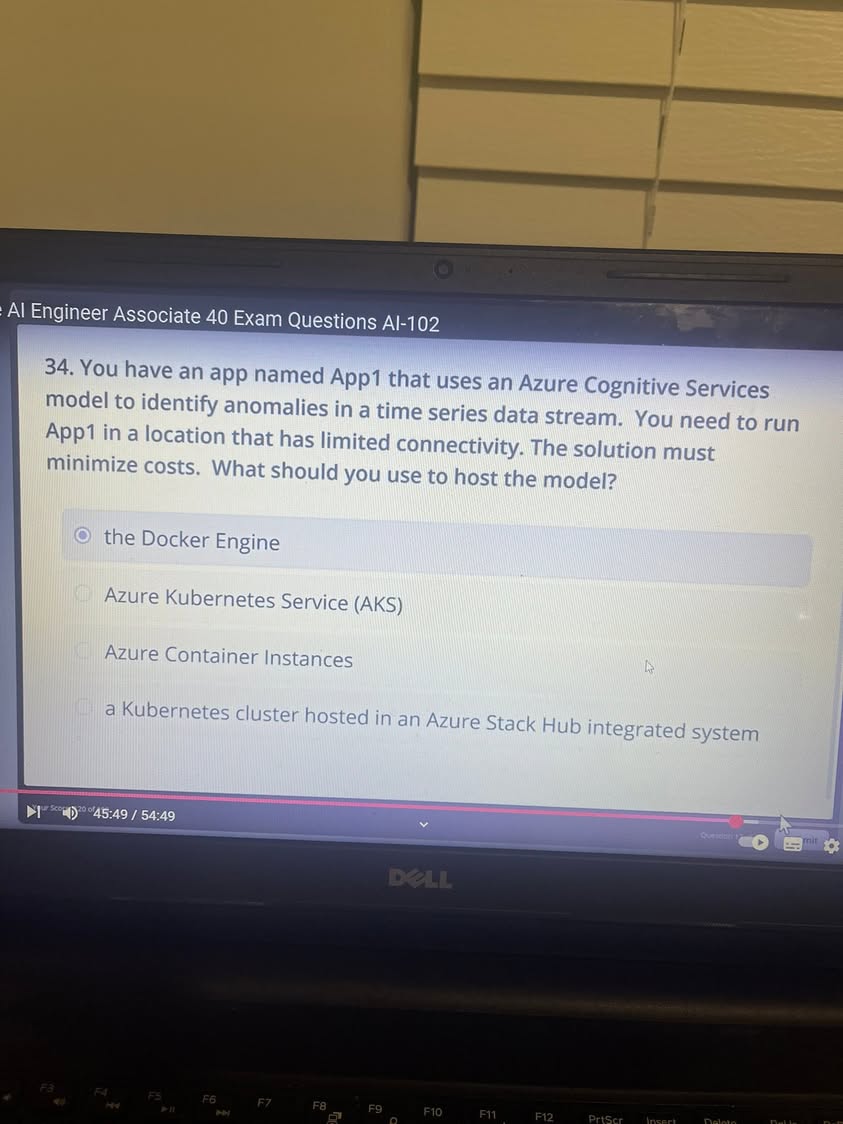 AI Engineer Associate 40 Exam Questions AI-102
34. You have an app named App1 that uses an Azure Cognitive Services
model to identify anomalies in a time series data stream. You need to run
App1 in a location that has limited connectivity. The solution must
minimize costs. What should you use to host the model?
the Docker Engine
Azure Kubernetes Service (AKS)
Azure Container Instances
a Kubernetes cluster hosted in an Azure Stack Hub integrated system
45:49 / 54:49
Question
DELL
F3
F4
F5
F6
F7
F8
F9
F10
F11
F12
PrtScr
Insert